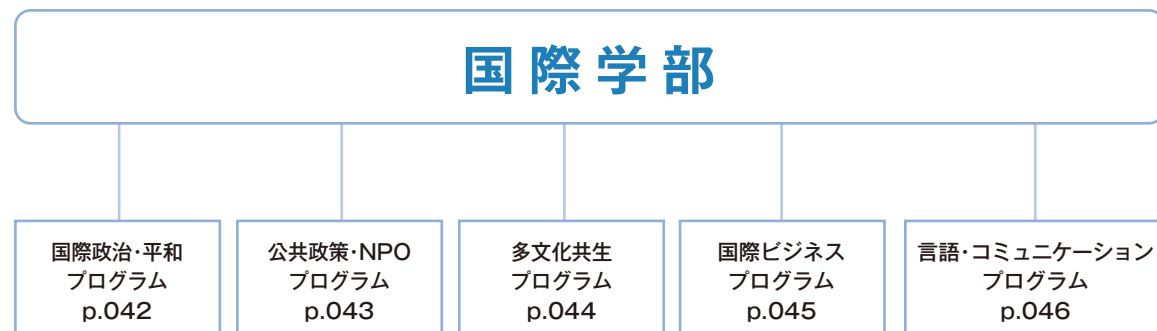 国際学部
国際政治・平和
プログラム
p.042
公共政策・NPO
プログラム
p.043
多文化共生
プログラム
p.044
国際ビジネス
プログラム
p.045
言語・コミュニケーション
プログラム
p.046